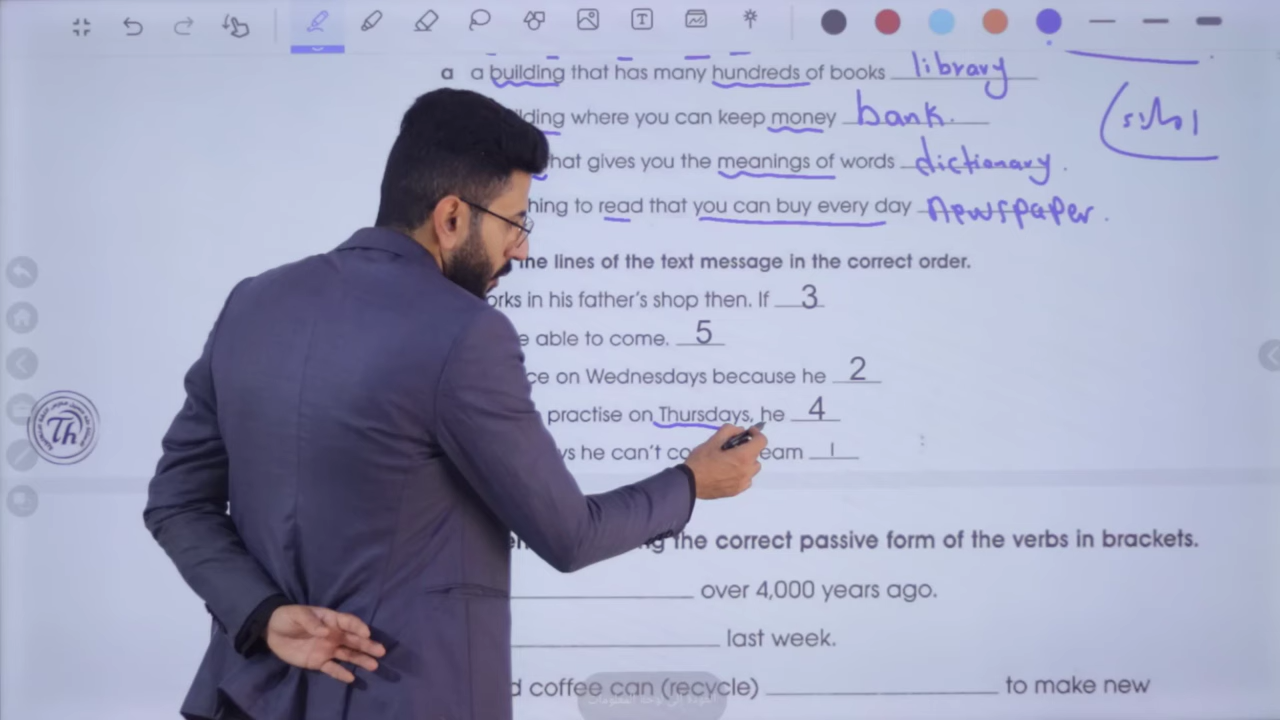 a a building that has many hundreds of books library
ding where you can keep money bank.
hat gives you the meanings of words dictionary.
hing to read that you can buy every day newspaper.
the lines of the text message in the correct order.
orks in his father's shop then. If 3
e able to come. 5
ce on Wednesdays because he 2
practise on Thursdays, he 4
ys he can't co eam 1
Th
g the correct passive form of the verbs in brackets.
over 4,000 years ago.
last week.
d coffee can (recycle) to make new